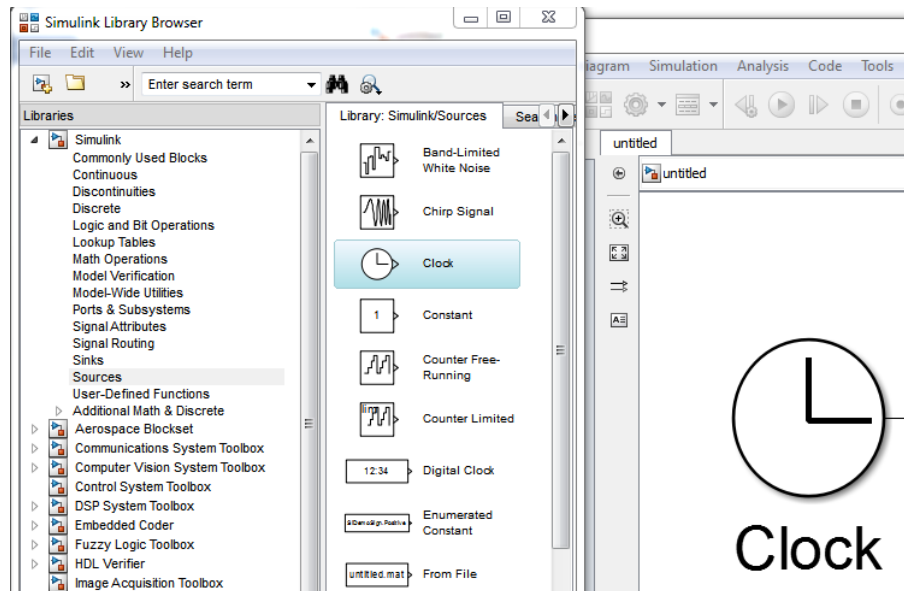 Simulink Library Browser
File Edit View Help
» Enter search term
Libraries
Simulink
Commonly Used Blocks
Continuous
Discontinuities
Discrete
Logic and Bit Operations
Lookup Tables
Math Operations
Model Verification
Model-Wide Utilities
Ports & Subsystems
Signal Attributes
Signal Routing
Sinks
Sources
User-Defined Functions
Additional Math & Discrete
Aerospace Blockset
Communications System Toolbox
Computer Vision System Toolbox
Control System Toolbox
DSP System Toolbox
Embedded Coder
Fuzzy Logic Toolbox
HDL Verifier
Image Acquisition Toolbox
Library: Simulink/Sources Sea
Band-Limited
White Noise
Chirp Signal
Clock
1 Constant
Counter Free-
Running
Counter Limited
12:34 Digital Clock
Enumerated
Constant
untitled.mat From File
iagram Simulation Analysis Code Tools
untitled
untitled
A
Clock